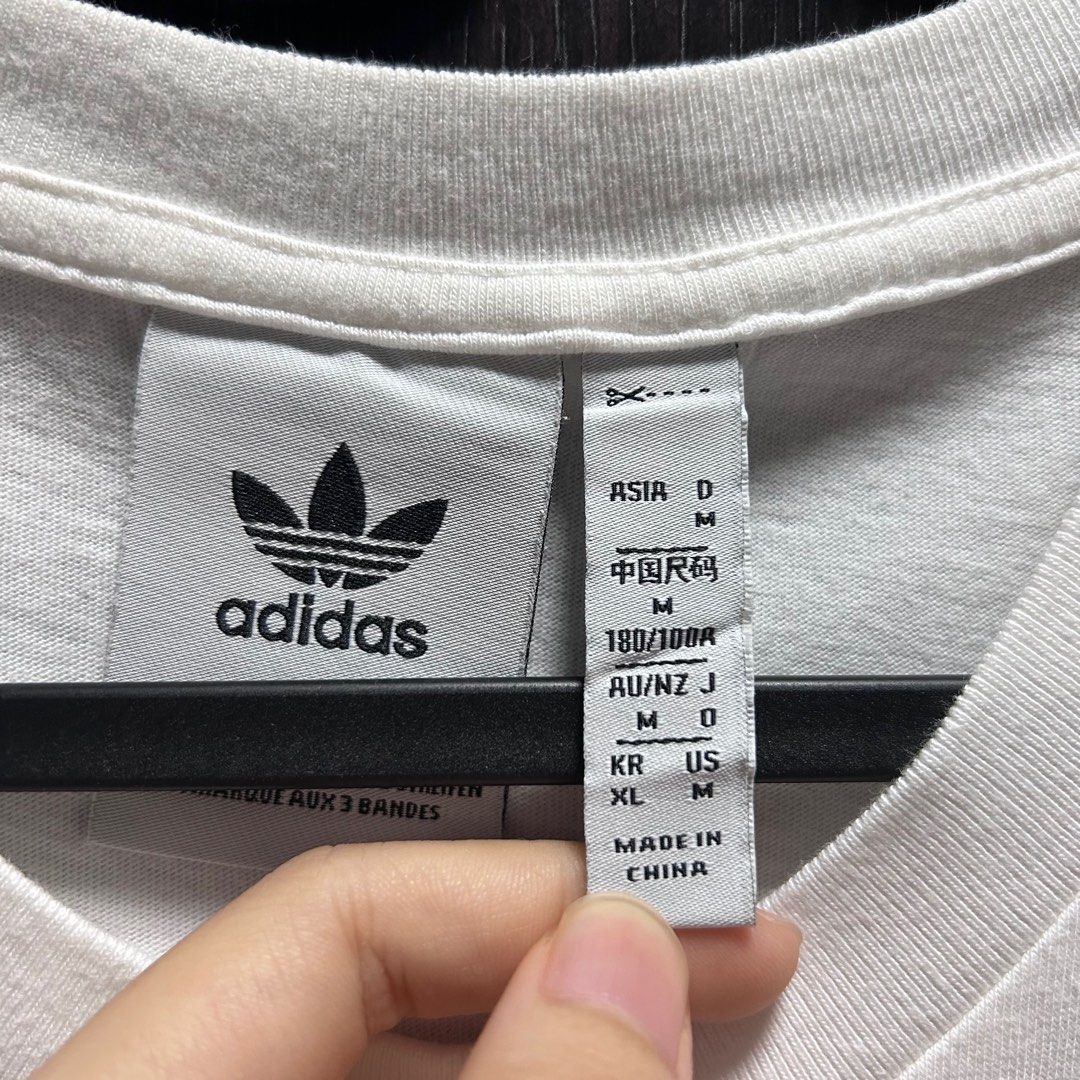 adidas
ASIA D
M
中国尺码
M
180/100A
AU/NZ J
M O
KR US
XL M
MADE IN
CHINA
AUX 3 BANDES